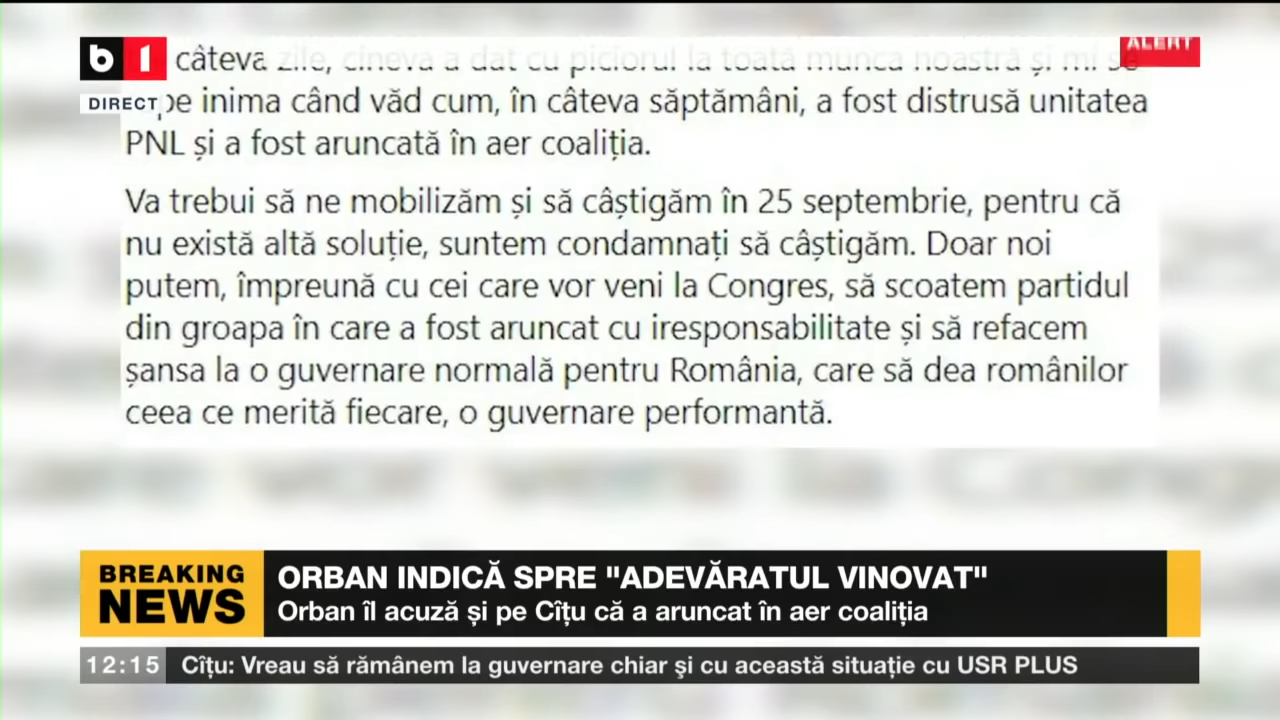 b1
ALERT
DIRECT
câteva zile, cineva a dat cu piciorul la toată munca noastră și mi se
inima când văd cum, în câteva săptămâni, a fost distrusă unitatea
PNL și a fost aruncată în aer coaliția.
Va trebui să ne mobilizăm și să câștigăm în 25 septembrie, pentru că
nu există altă soluție, suntem condamnați să câștigăm. Doar noi
putem, împreună cu cei care vor veni la Congres, să scoatem partidul
din groapa în care a fost aruncat cu iresponsabilitate și să refacem
șansa la o guvernare normală pentru România, care să dea românilor
ceea ce merită fiecare, o guvernare performantă.
BREAKING
NEWS
ORBAN INDICĂ SPRE "ADEVĂRATUL VINOVAT"
Orban îl acuză și pe Cîțu că a aruncat în aer coaliția
12:15 Cîțu: Vreau să rămânem la guvernare chiar şi cu această situație cu USR PLUS